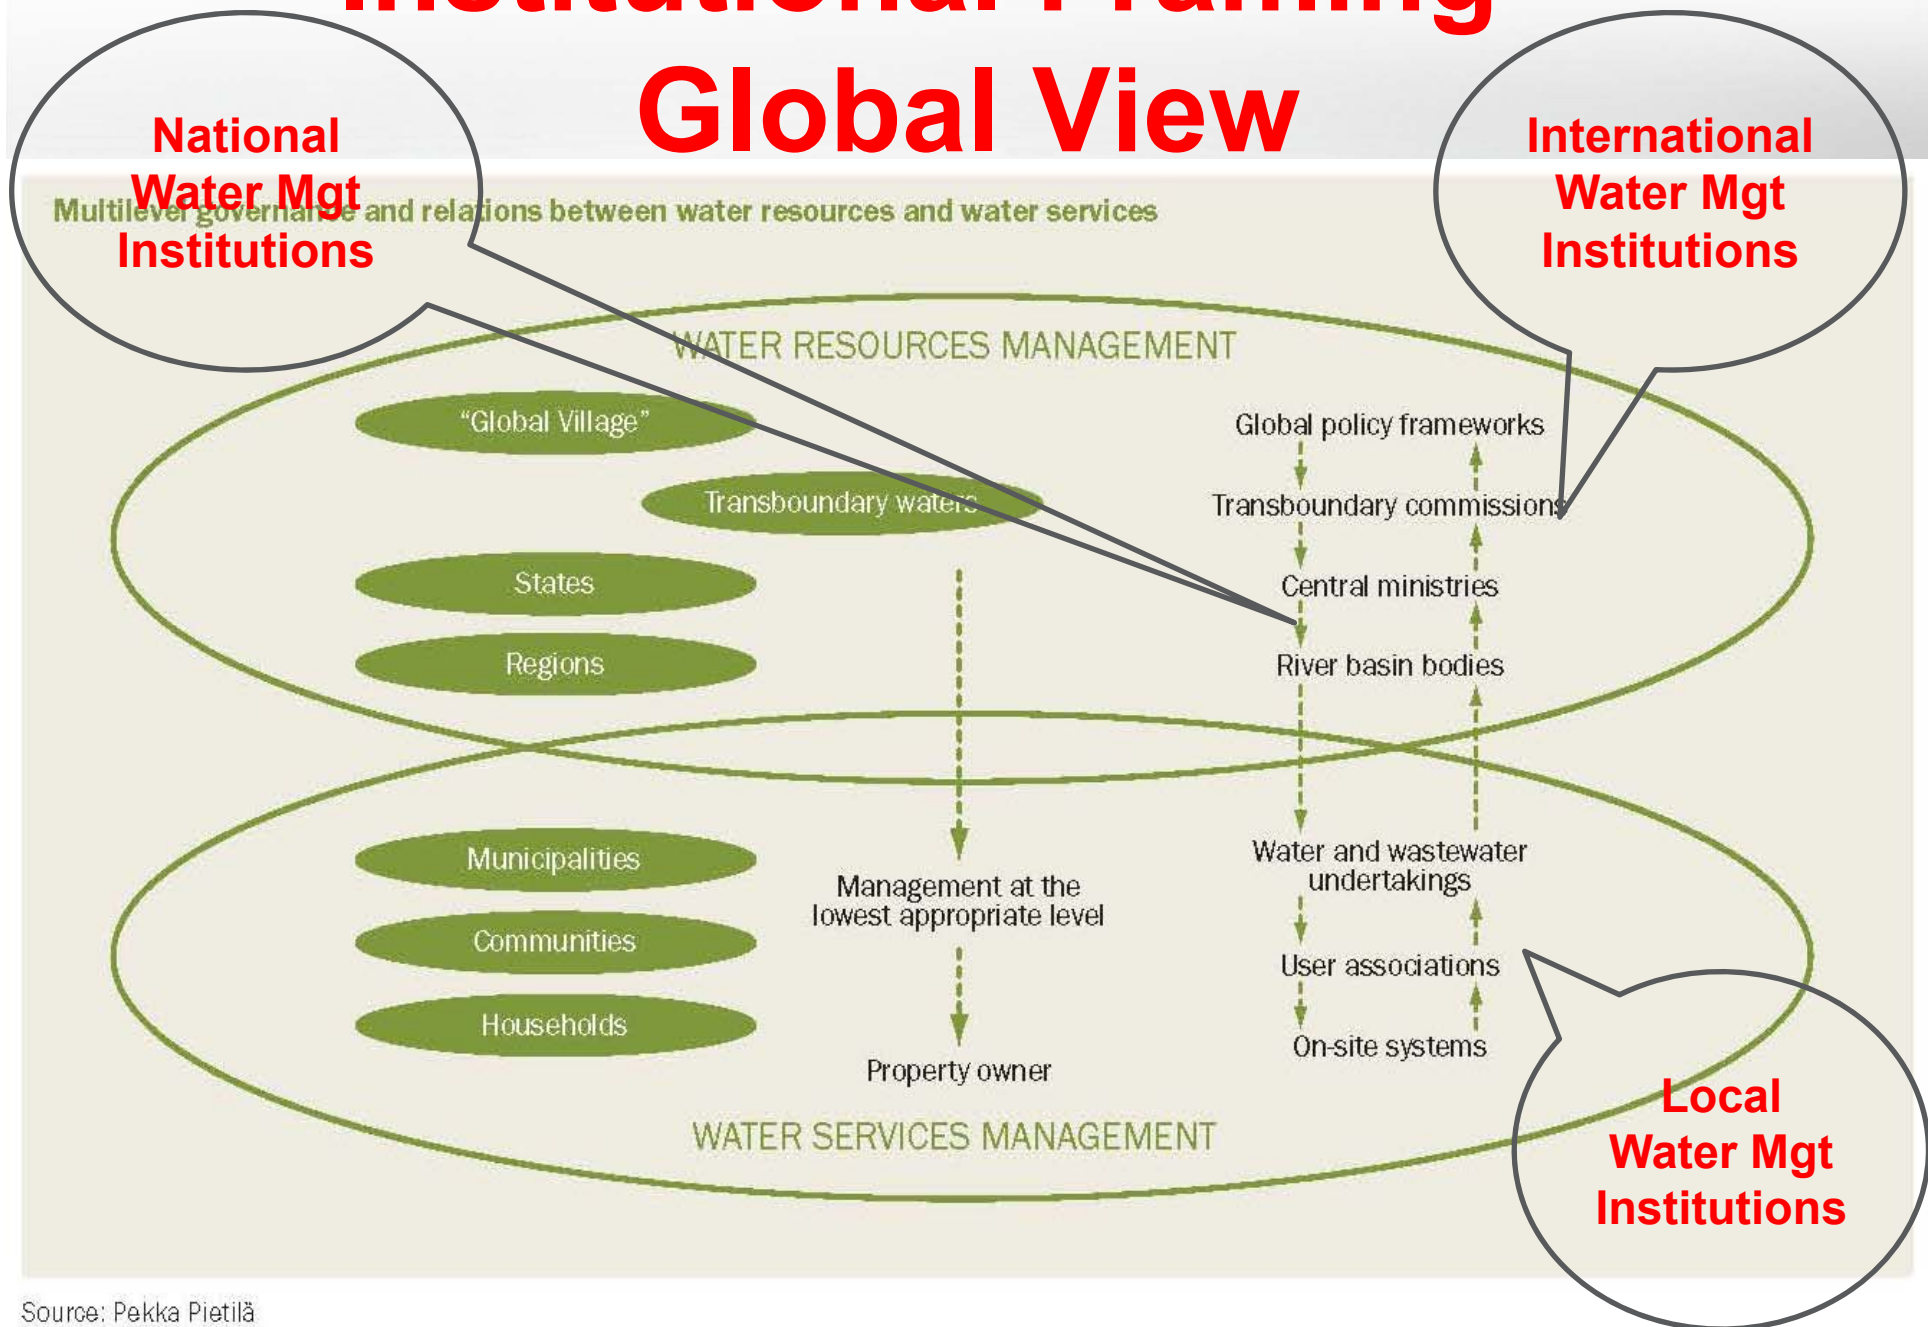 Institutional Framing
Global View
National
Water Mgt
Institutions
International
Water Mgt
Institutions
Multilevel governance and relations between water resources and water services
WATER RESOURCES MANAGEMENT
“Global Village”
Transboundary waters
States
Regions
Global policy frameworks
Transboundary commissions
Central ministries
River basin bodies
Municipalities
Communities
Households
Management at the
lowest appropriate level
Property owner
Water and wastewater
undertakings
User associations
On-site systems
WATER SERVICES MANAGEMENT
Local
Water Mgt
Institutions
Source: Pekka Pietilä